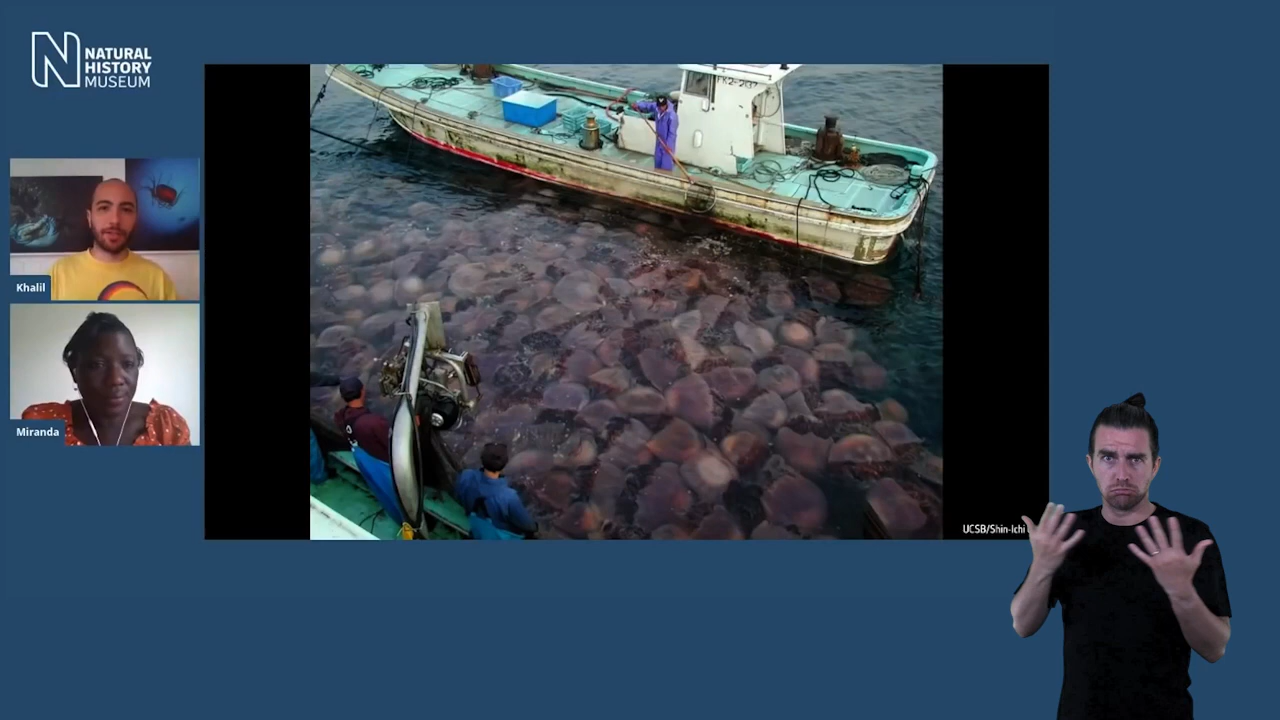 NATURAL
HISTORY
MUSEUM
Khalil
Miranda
UCSB/Shin-Ichi